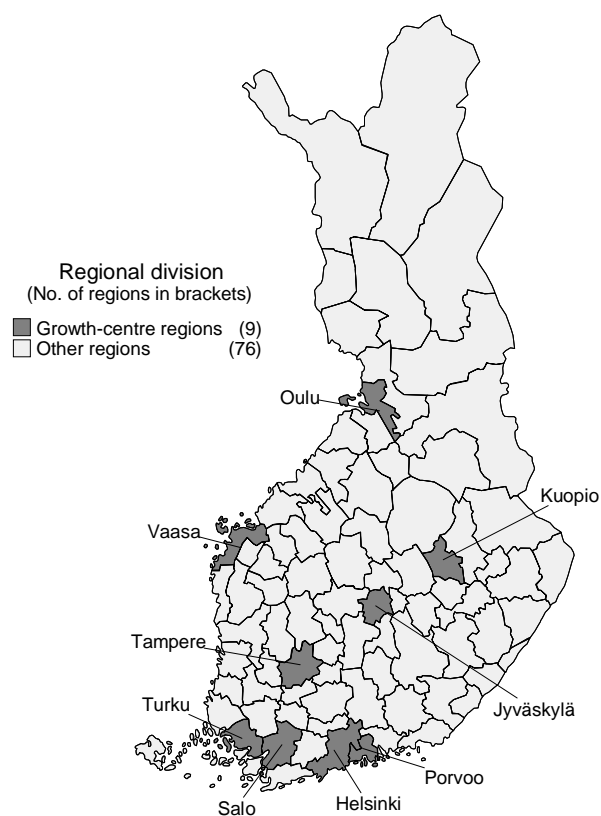 Regional division
(No. of regions in brackets)
Growth-centre regions (9)
Other regions (76)
Oulu
Kuopio
Vaasa
Tampere
Jyväskylä
Turku
Porvoo
Helsinki
Salo